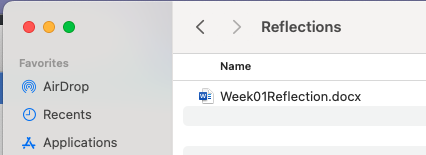 Reflections
Favorites
AirDrop
Recents
Applications
Name
Week01Reflection.docx